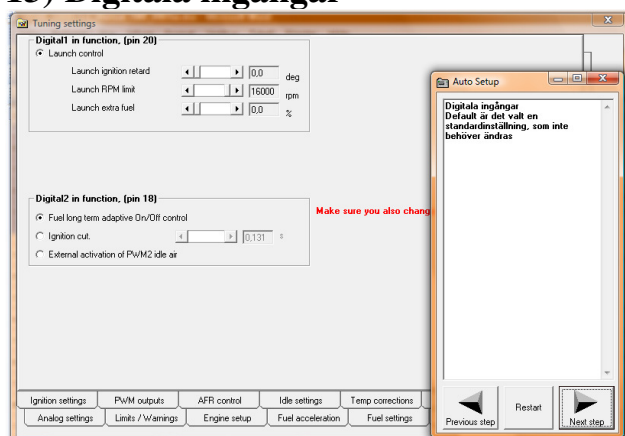 Tuning settings
Digital1 in function, (pin 20)
Launch control
Launch ignition retard 0,0 deg
Launch RPM limit 16000 rpm
Launch extra fuel 0,0 %
Digital2 in function, (pin 18)
Fuel long term adaptive On/Off control
Ignition cut. 0,131 s
External activation of PWM2 idle air
Make sure you also chang
Ignition settings PWM outputs AFR control Idle settings Temp corrections
Analog settings Limits / Warnings Engine setup Fuel acceleration Fuel settings
Auto Setup
Digitala ingångar
Default är det valt en
standardinställning, som inte
behöver ändras
Previous step Restart Next step